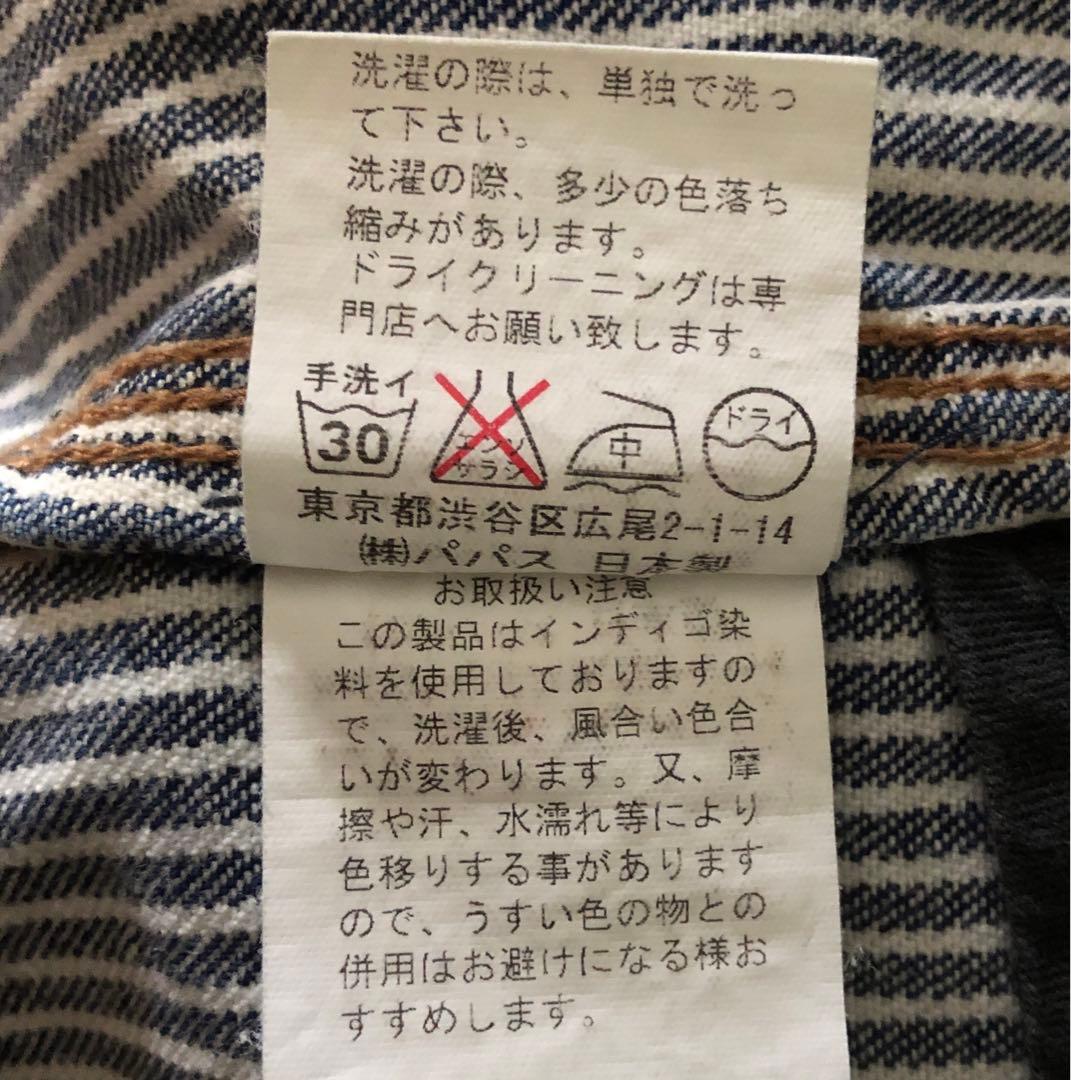 洗濯の際は、単独で洗っ
て下さい。
洗濯の際、多少の色落ち
縮みがあります。
ドライクリーニングは専
門店へお願い致します。
手洗イ
30
エンソ
サラシ
中
ドライ
東京都渋谷区広尾2-1-14
㈱パパス 日本製
お取扱い注意
この製品はインディゴ染
料を使用しておりますの
で、洗濯後、風合い色合
いが変わります。又、摩
擦や汗、水濡れ等により
色移りする事があります
ので、うすい色の物との
併用はお避けになる様お
すすめします。